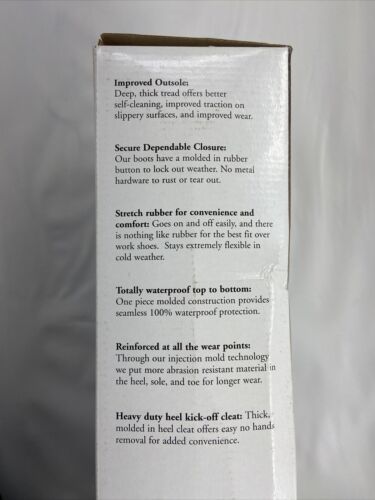 Improved Outsole:
Deep, thick tread offers better
self-cleaning, improved traction on
slippery surfaces, and improved wear.
Secure Dependable Closure:
Our boots have a molded in rubber
button to lock out weather. No metal
hardware to rust or tear out.
Stretch rubber for convenience and
comfort: Goes on and off easily, and there
is nothing like rubber for the best fit over
work shoes. Stays extremely flexible in
cold weather.
Totally waterproof top to bottom:
One piece molded construction provides
seamless 100% waterproof protection.
Reinforced at all the wear points:
Through our injection mold technology
we put more abrasion resistant material in
the heel, sole, and toe for longer wear.
Heavy duty heel kick-off cleat: Thick,
molded in heel cleat offers easy no hands
removal for added convenience.